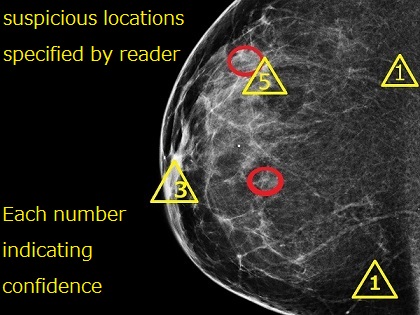 suspicious locations
specified by reader
1
5
3
Each number
indicating
confidence
1